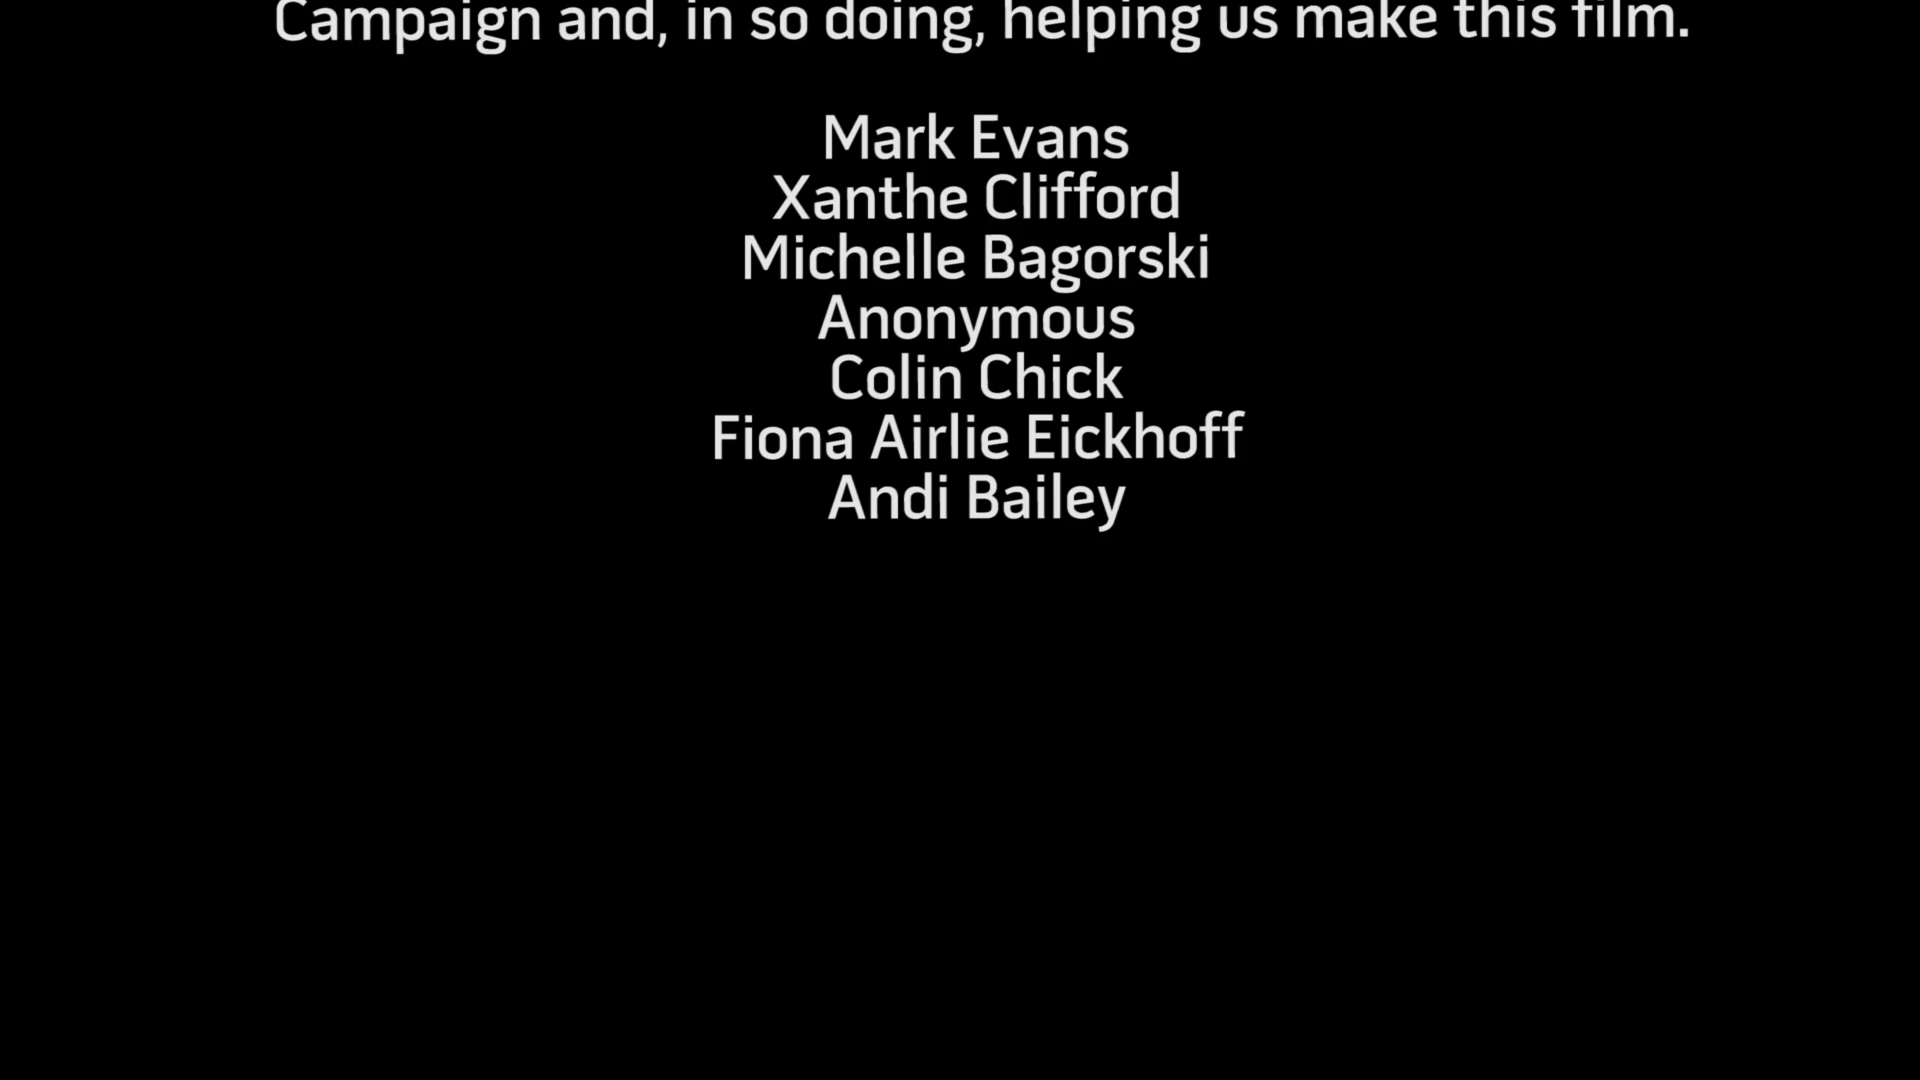 Campaign and, in so doing, helping us make this film.
Mark Evans
Xanthe Clifford
Michelle Bagorski
Anonymous
Colin Chick
Fiona Airlie Eickhoff
Andi Bailey